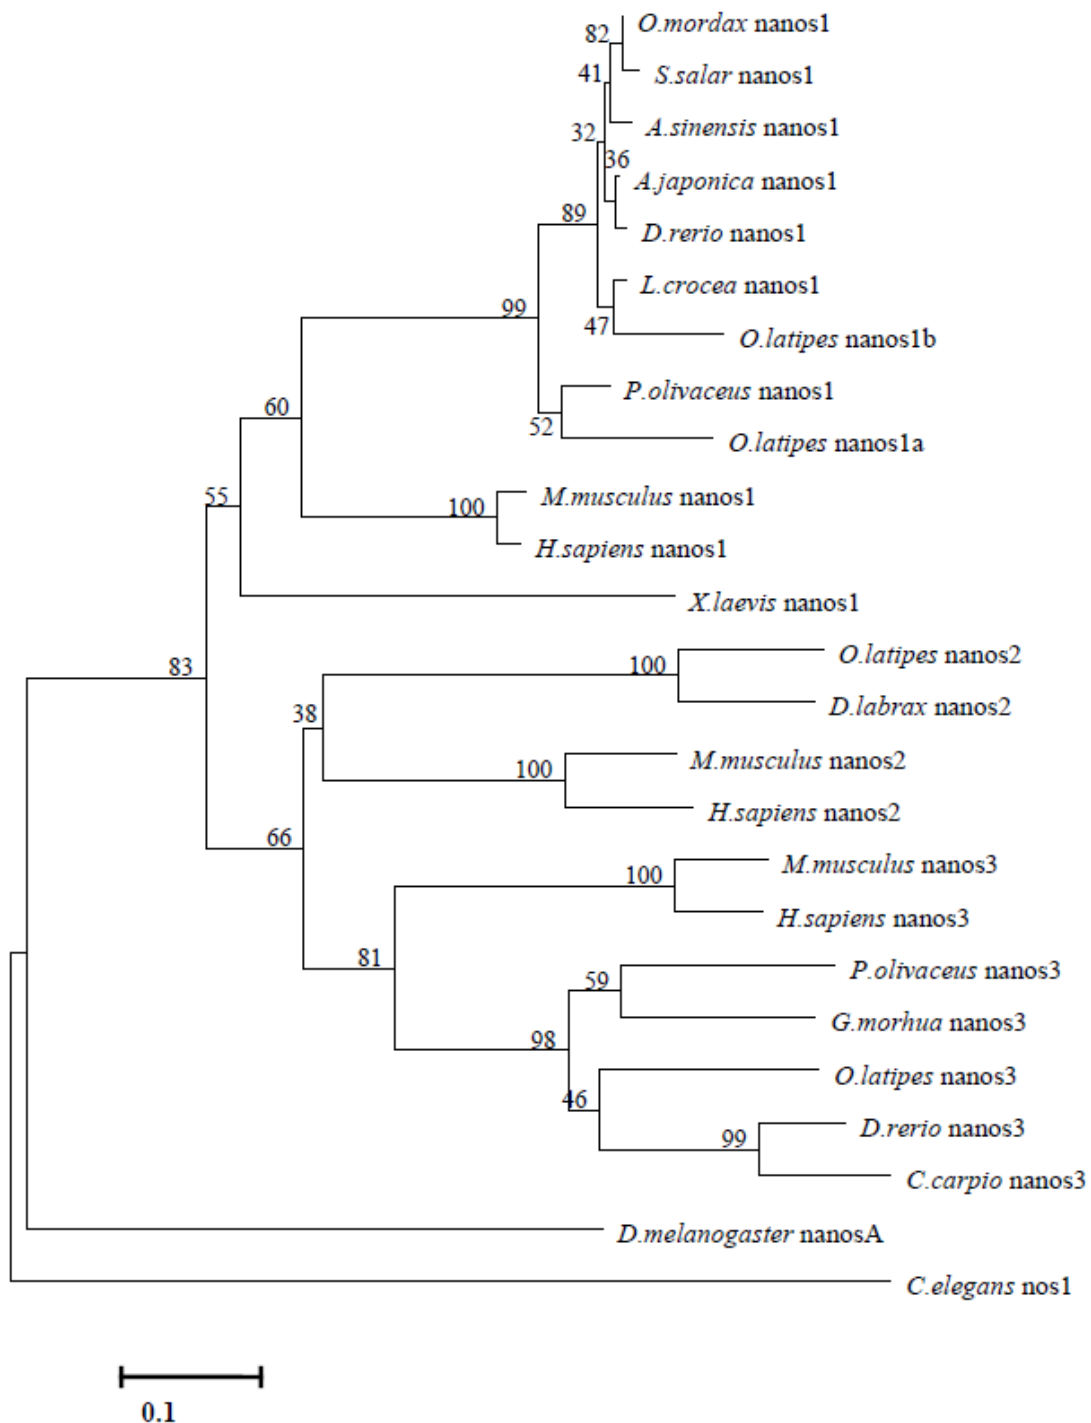 O.mordax nanos1
82
S.salar nanos1
41
A.sinensis nanos1
32
36
A.japonica nanos1
89
D.rerio nanos1
L.crocea nanos1
99
47
O.latipes nanos1b
P.olivaceus nanos1
60
52
O.latipes nanos1a
55
M.musculus nanos1
100
H.sapiens nanos1
X.laevis nanos1
O.latipes nanos2
83
100
D.labrax nanos2
38
M.musculus nanos2
100
H.sapiens nanos2
66
M.musculus nanos3
100
H.sapiens nanos3
81
P.olivaceus nanos3
59
G.morhua nanos3
98
O.latipes nanos3
46
D.rerio nanos3
99
C.carpio nanos3
D.melanogaster nanosA
C.elegans nos1
0.1